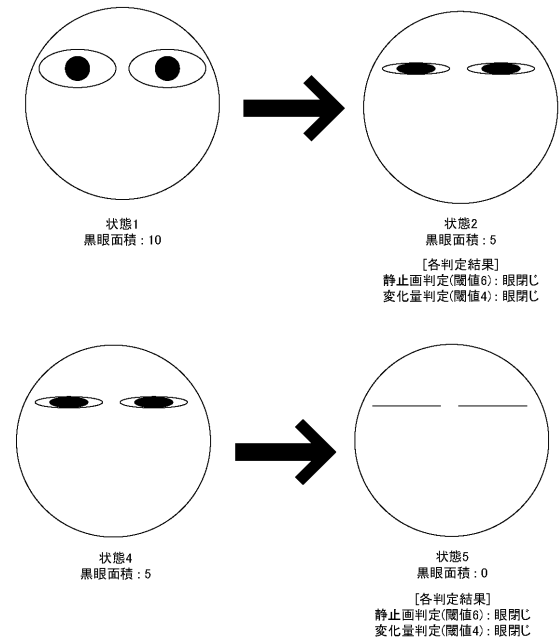 状態1
黒眼面積：10
状態2
黒眼面積：5
[各判定結果]
静止画判定(閾値6)：眼閉じ
変化量判定(閾値4)：眼閉じ
状態4
黒眼面積：5
状態5
黒眼面積：0
[各判定結果]
静止画判定(閾値6)：眼閉じ
変化量判定(閾値4)：眼閉じ